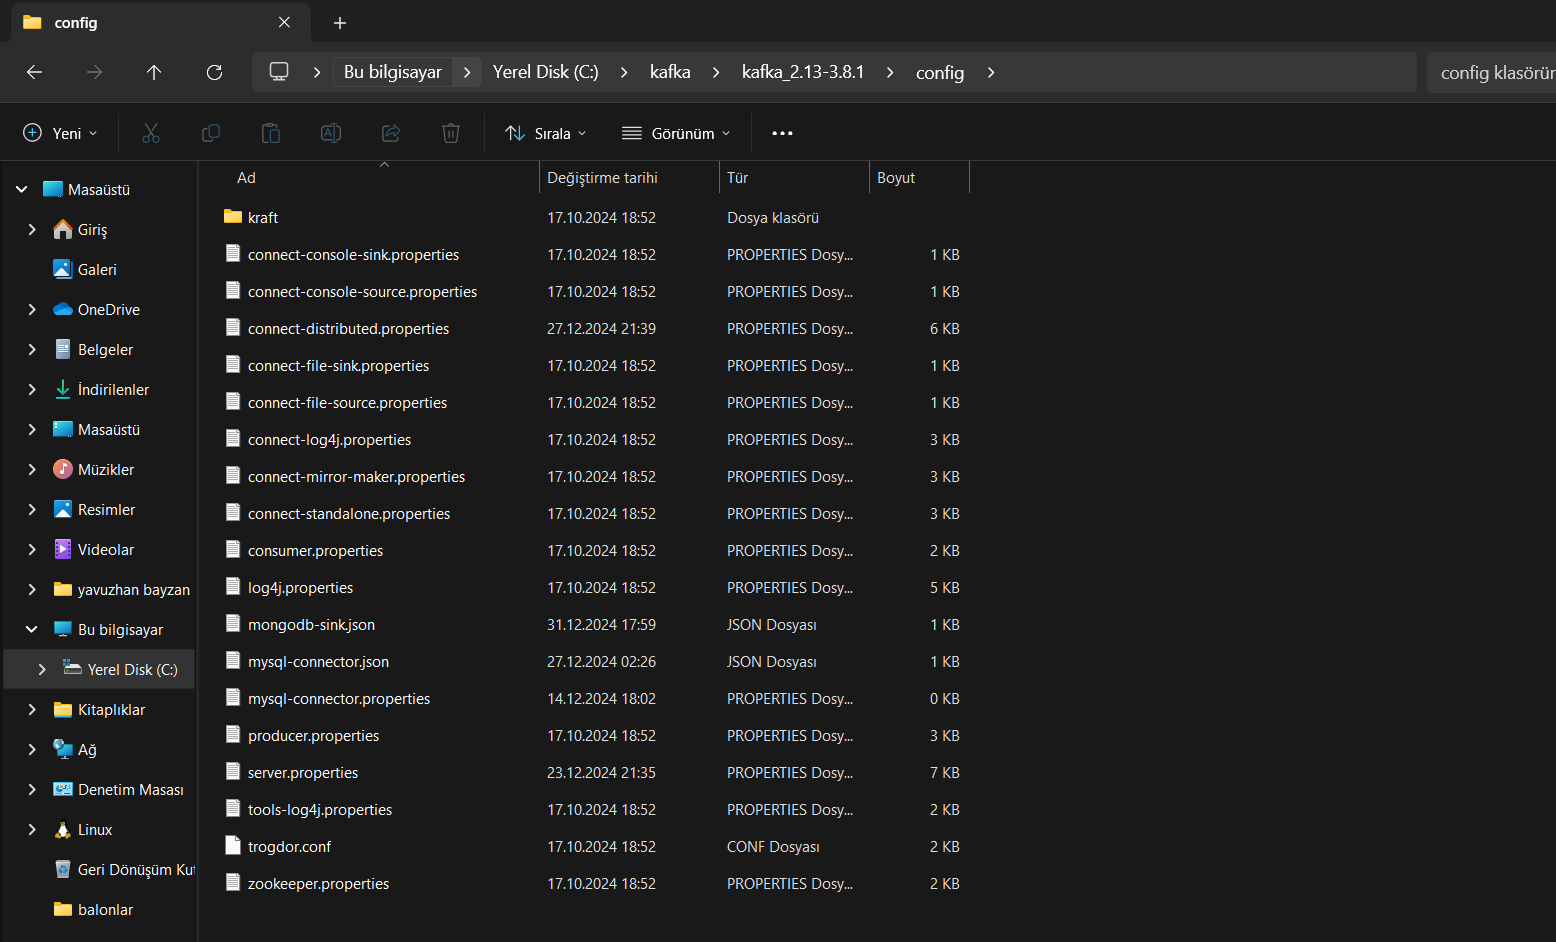 config
Bu bilgisayar
Yerel Disk (C:)
kafka
kafka_2.13-3.8.1
config
config klasörün
Yeni
Sırala
Görünüm
Masaüstü
Giriş
Galeri
OneDrive
Belgeler
İndirilenler
Masaüstü
Müzikler
Resimler
Videolar
yavuzhan bayzan
Bu bilgisayar
Yerel Disk (C:)
Kitaplıklar
Ağ
Denetim Masası
Linux
Geri Dönüşüm Kut
balonlar
Ad Değiştirme tarihi Tür Boyut
kraft 17.10.2024 18:52 Dosya klasörü
connect-console-sink.properties 17.10.2024 18:52 PROPERTIES Dosy... 1 KB
connect-console-source.properties 17.10.2024 18:52 PROPERTIES Dosy... 1 KB
connect-distributed.properties 27.12.2024 21:39 PROPERTIES Dosy... 6 KB
connect-file-sink.properties 17.10.2024 18:52 PROPERTIES Dosy... 1 KB
connect-file-source.properties 17.10.2024 18:52 PROPERTIES Dosy... 1 KB
connect-log4j.properties 17.10.2024 18:52 PROPERTIES Dosy... 3 KB
connect-mirror-maker.properties 17.10.2024 18:52 PROPERTIES Dosy... 3 KB
connect-standalone.properties 17.10.2024 18:52 PROPERTIES Dosy... 3 KB
consumer.properties 17.10.2024 18:52 PROPERTIES Dosy... 2 KB
log4j.properties 17.10.2024 18:52 PROPERTIES Dosy... 5 KB
mongodb-sink.json 31.12.2024 17:59 JSON Dosyası 1 KB
mysql-connector.json 27.12.2024 02:26 JSON Dosyası 1 KB
mysql-connector.properties 14.12.2024 18:02 PROPERTIES Dosy... 0 KB
producer.properties 17.10.2024 18:52 PROPERTIES Dosy... 3 KB
server.properties 23.12.2024 21:35 PROPERTIES Dosy... 7 KB
tools-log4j.properties 17.10.2024 18:52 PROPERTIES Dosy... 2 KB
trogdor.conf 17.10.2024 18:52 CONF Dosyası 2 KB
zookeeper.properties 17.10.2024 18:52 PROPERTIES Dosy... 2 KB